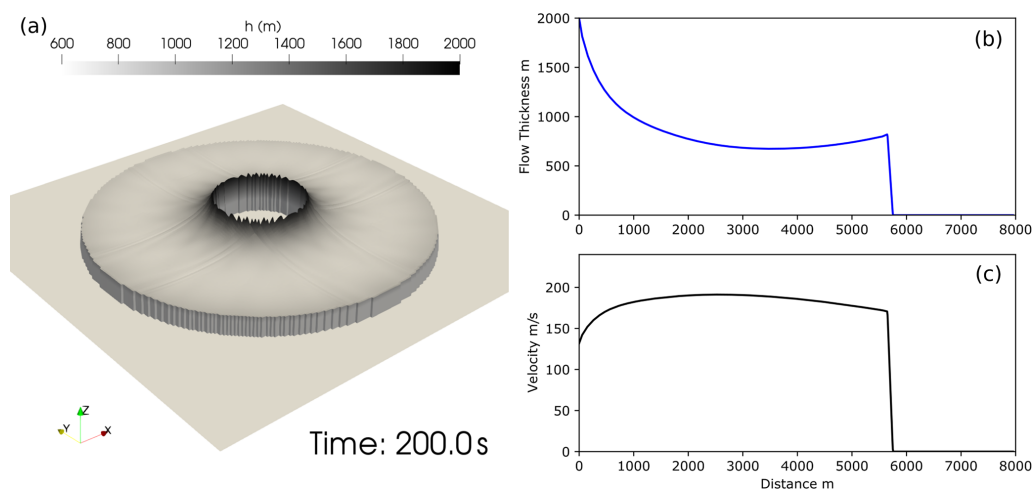 (a)
h (m)
600 800 1000 1200 1400 1600 1800 2000
Z
Y
X
Time: 200.0s
(b)
Flow Thickness m
2000
1500
1000
500
0
0 1000 2000 3000 4000 5000 6000 7000 8000
(c)
Velocity m/s
200
150
100
50
0
0 1000 2000 3000 4000 5000 6000 7000 8000
Distance m